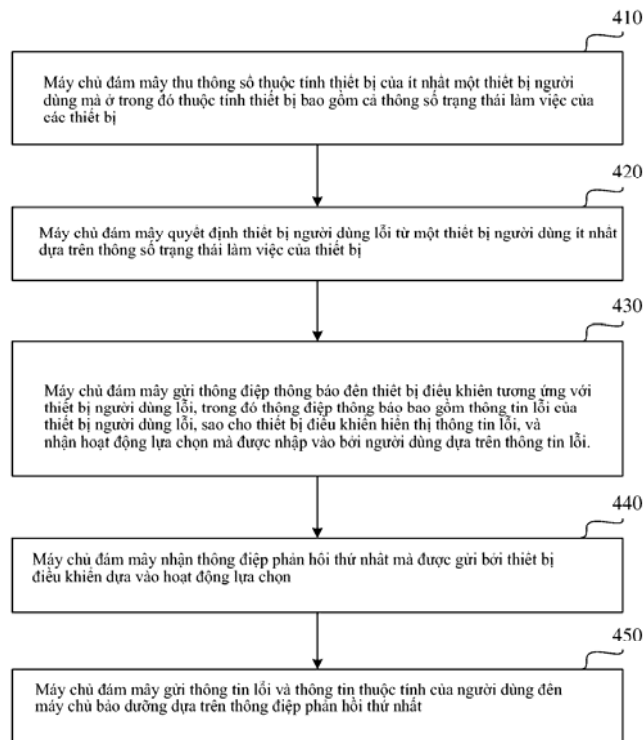 410
Máy chủ đám mây thu thông số thuộc tính thiết bị của ít nhất một thiết bị người
dùng mà ở trong đó thuộc tính thiết bị bao gồm cả thông số trạng thái làm việc của
các thiết bị
420
Máy chủ đám mây quyết định thiết bị người dùng lỗi từ một thiết bị người dùng ít nhất
dựa trên thông số trạng thái làm việc của thiết bị
430
Máy chủ đám mây gửi thông điệp thông báo đến thiết bị điều khiển tương ứng với
thiết bị người dùng lỗi, trong đó thông điệp thông báo bao gồm thông tin lỗi của
thiết bị người dùng lỗi, sao cho thiết bị điều khiển hiển thị thông tin lỗi, và
nhận hoạt động lựa chọn mà được nhập vào bởi người dùng dựa trên thông tin lỗi.
440
Máy chủ đám mây nhận thông điệp phản hồi thứ nhất mà được gửi bởi thiết bị
điều khiển dựa vào hoạt động lựa chọn
450
Máy chủ đám mây gửi thông tin lỗi và thông tin thuộc tính của người dùng đến
máy chủ bảo dưỡng dựa trên thông điệp phản hồi thứ nhất